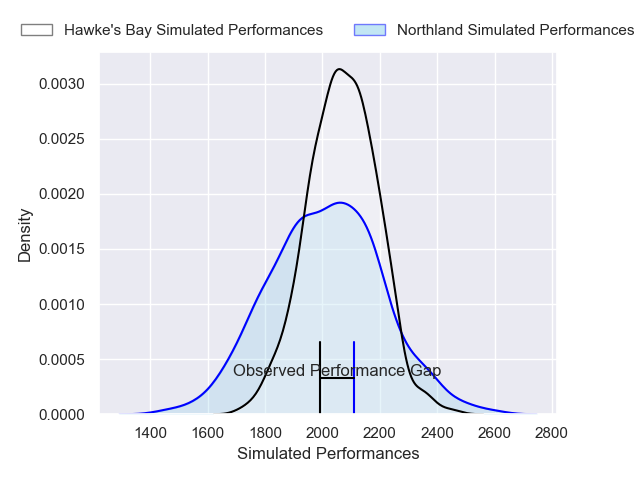 Hawke's Bay Simulated Performances
Northland Simulated Performances
0.0030
0.0025
0.0020
0.0015
0.0010
0.0005
0.0000
Density
Observed Performance Gap
1400 1600 1800 2000 2200 2400 2600 2800
Simulated Performances